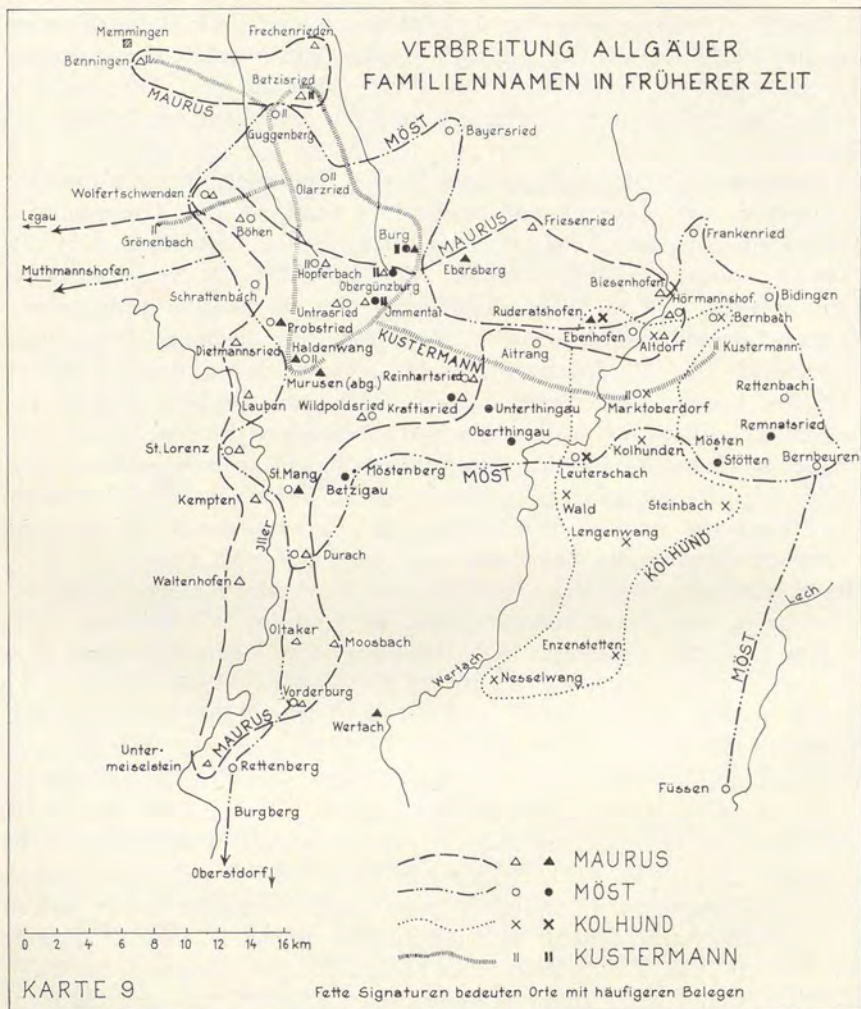 VERBREITUNG ALLGÄUER
FAMILIENNAMEN IN FRÜHERER ZEIT
Memmingen
Frechenrieden
Benningen
Betzisried
MAURUS
Guggenberg
MÖST
Bayersried
Olarzried
Wolfertschwenden
Legau
Grönenbach
Böhen
Burg
MAURUS
Friesenried
Frankenried
Muthmannshofen
Hopferbach
Ebersberg
Biesenhofen
Schrattenbach
Obergünzburg
Hörmannshof.
Bidingen
Untrasried
Jmmental
Ruderatshofen
Probstried
Ebenhofen
Bernbach
Dietmannsried
Haldenwang
KUSTERMANN
Aitrang
Altdorf
Kustermann
Murusen (abg.)
Reinhartsried
Lauben
Wildpoldsried
Kraftisried
Unterthingau
Marktoberdorf
Rettenbach
St. Lorenz
Oberthingau
Kolhunden
Mösten
Remnatsried
St. Mang
Möstenberg
MÖST
Leuterschach
Stötten
Bernbeuren
Kempten
Betzigau
Wald
Steinbach
Jller
Durach
Lengenwang
KOLHUND
Waltenhofen
Lech
Oltaker
Moosbach
Enzenstetten
Wertach
Nesselwang
MÖST
Vorderburg
MAURUS
Wertach
Unter-
meiselstein
Rettenberg
Füssen
Burgberg
Oberstdorf
MAURUS
MÖST
KOLHUND
KUSTERMANN
0 2 4 6 8 10 12 14 16 km
KARTE 9
Fette Signaturen bedeuten Orte mit häufigeren Belegen